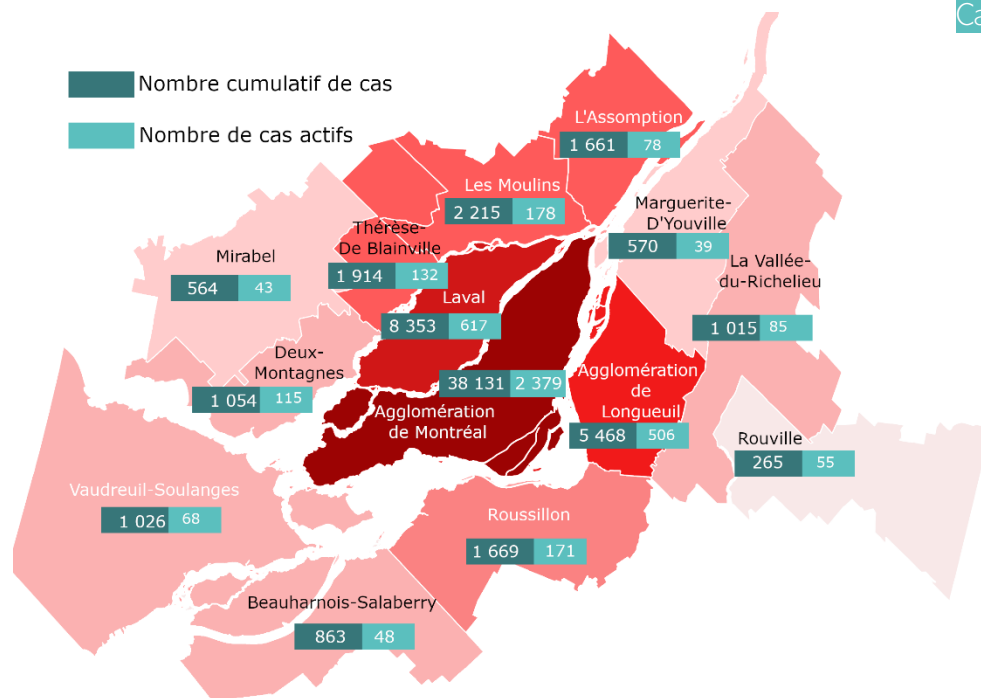 Ca
Nombre cumulatif de cas
Nombre de cas actifs
L'Assomption
1 661 78
Les Moulins
2 215 178
Marguerite-
D'Youville
570 39
Thérèse-
De Blainville
1 914 132
Mirabel
564 43
La Vallée-
du-Richelieu
1 015 85
Laval
8 353 617
Deux-
Montagnes
1 054 115
38 131 2 379
Agglomération
de Montréal
Agglomération
de
Longueuil
5 468 506
Rouville
265 55
Vaudreuil-Soulanges
1 026 68
Roussillon
1 669 171
Beauharnois-Salaberry
863 48